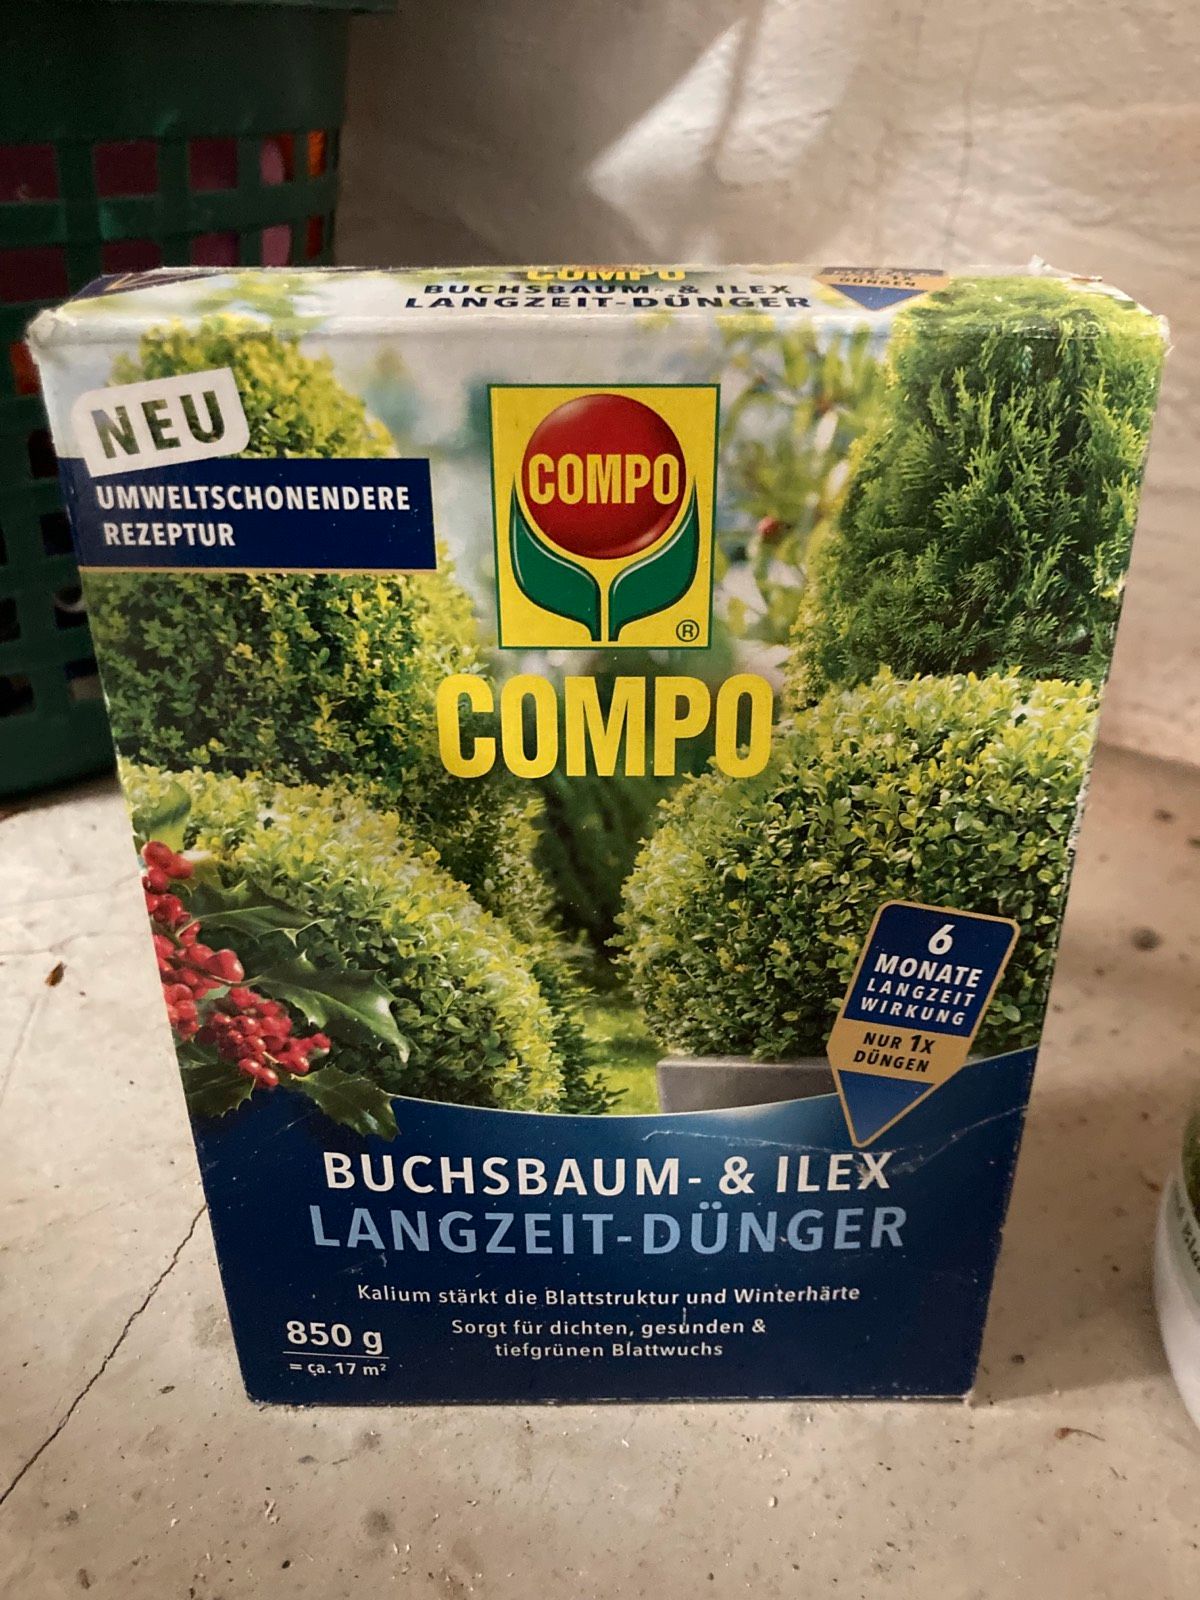 COMPO
BUCHSBAUM- & ILEX
LANGZEIT-DÜNGER
DÜNGEN
NEU
UMWELTSCHONENDERE
REZEPTUR
COMPO
®
COMPO
6
MONATE
LANGZEIT
WIRKUNG
NUR 1X
DÜNGEN
BUCHSBAUM- & ILEX
LANGZEIT-DÜNGER
Kalium stärkt die Blattstruktur und Winterhärte
Sorgt für dichten, gesunden &
tiefgrünen Blattwuchs
850 g
= ca. 17 m²